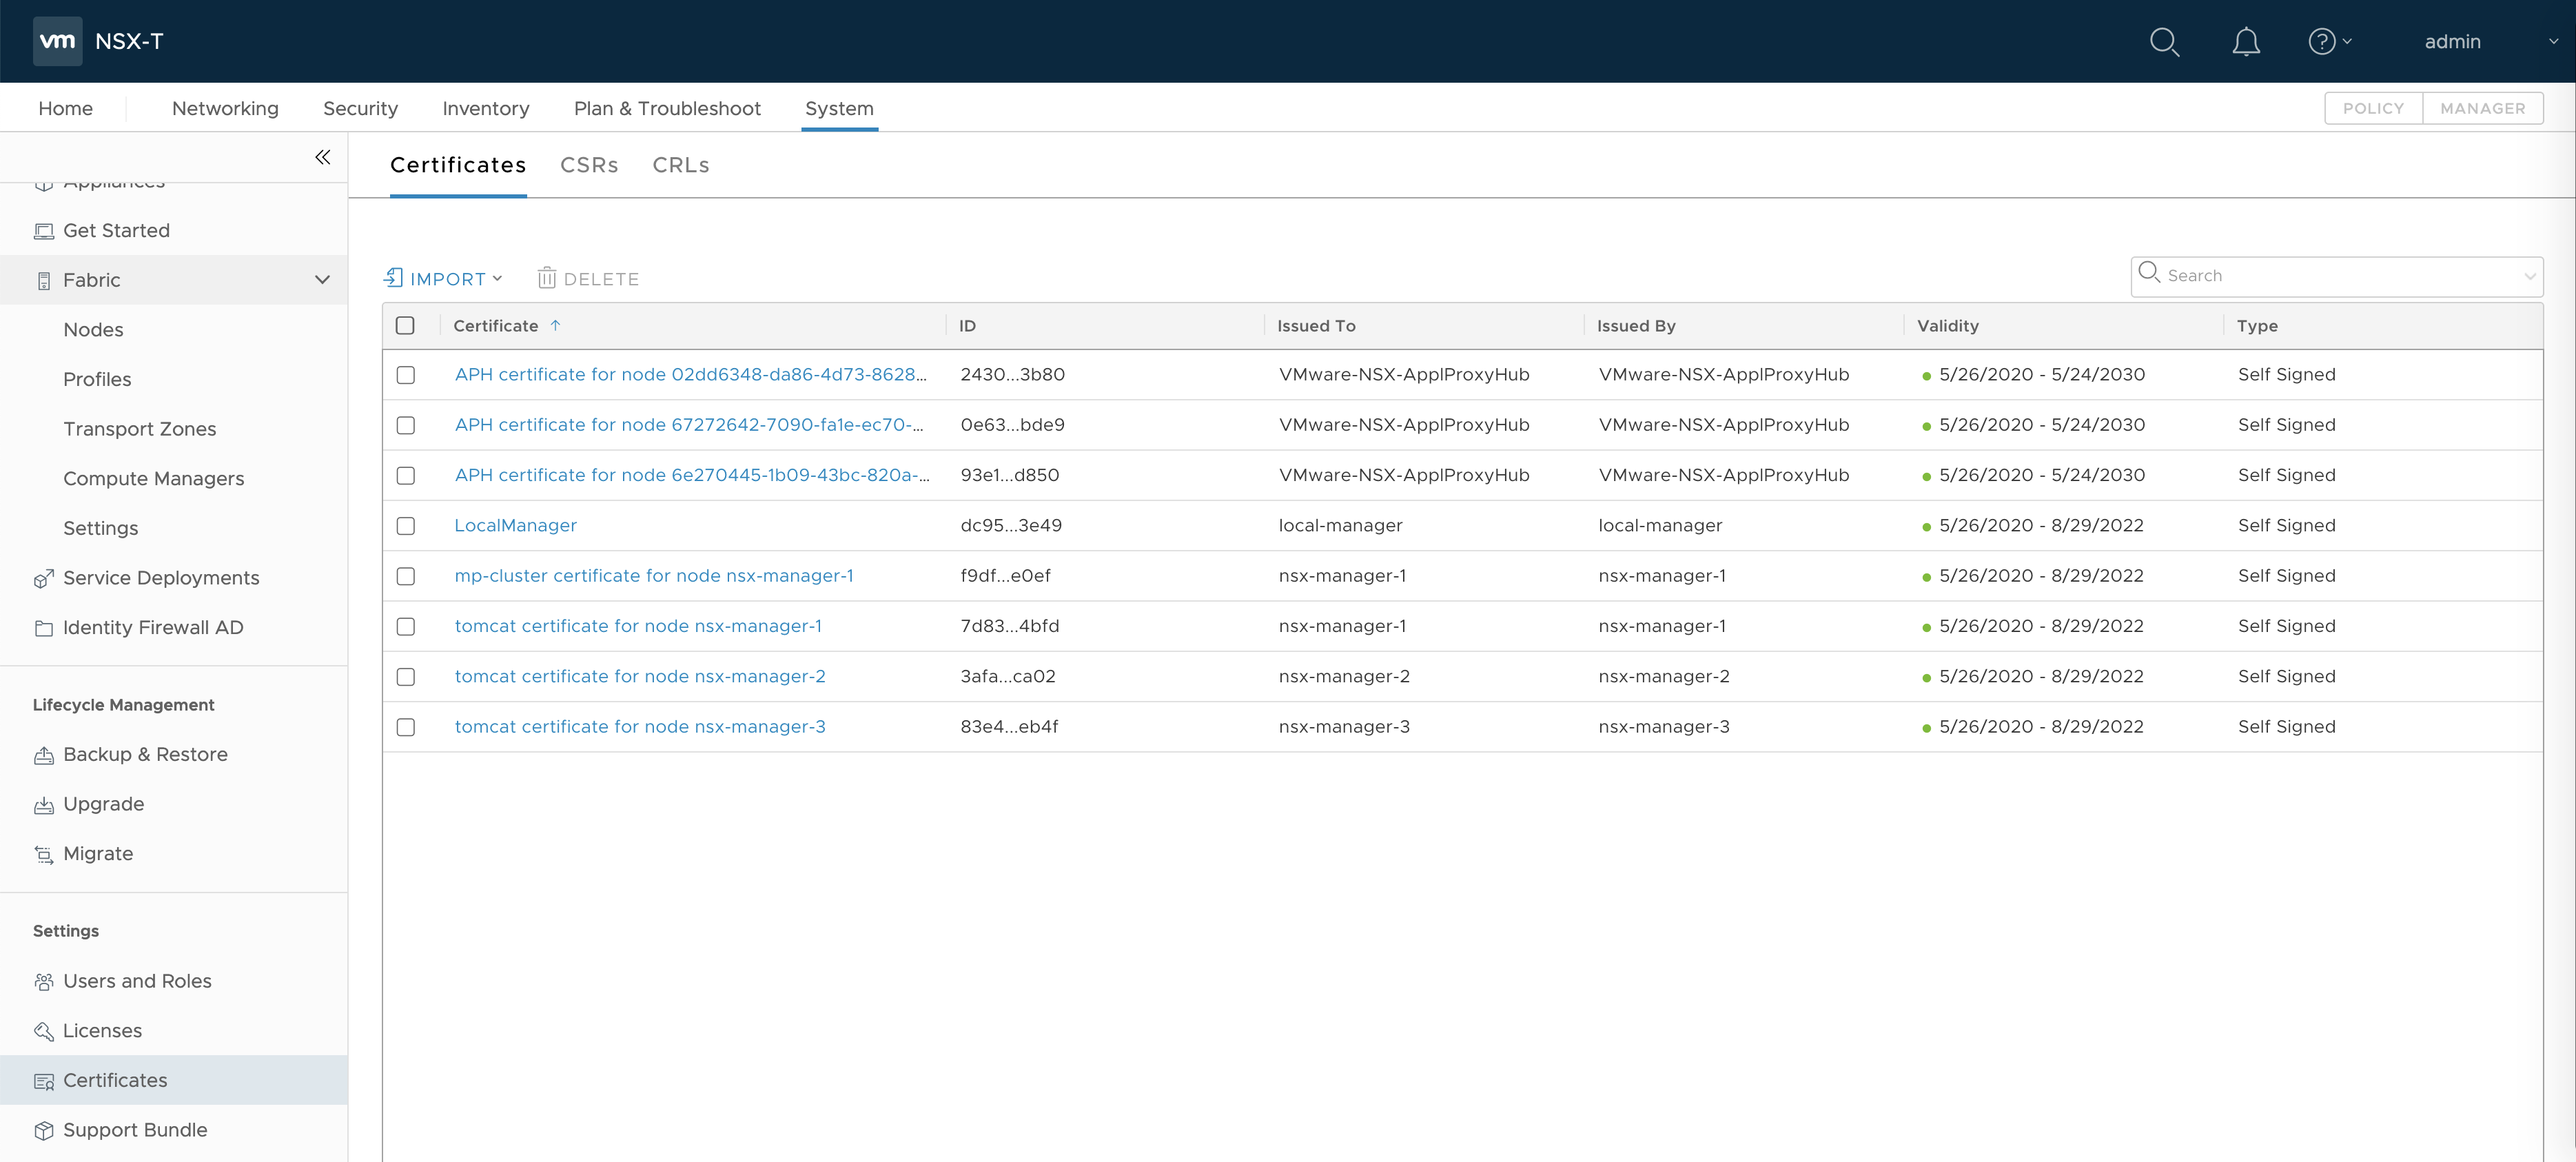 vm NSX-T admin
Home Networking Security Inventory Plan & Troubleshoot System POLICY MANAGER
Appliances
Get Started
Fabric
Nodes
Profiles
Transport Zones
Compute Managers
Settings
Service Deployments
Identity Firewall AD
Lifecycle Management
Backup & Restore
Upgrade
Migrate
Settings
Users and Roles
Licenses
Certificates
Support Bundle
Certificates CSRs CRLs
IMPORT DELETE Search
Certificate ID Issued To Issued By Validity Type
APH certificate for node 02dd6348-da86-4d73-8628... 2430...3b80 VMware-NSX-ApplProxyHub VMware-NSX-ApplProxyHub 5/26/2020 - 5/24/2030 Self Signed
APH certificate for node 67272642-7090-fa1e-ec70-... 0e63...bde9 VMware-NSX-ApplProxyHub VMware-NSX-ApplProxyHub 5/26/2020 - 5/24/2030 Self Signed
APH certificate for node 6e270445-1b09-43bc-820a-... 93e1...d850 VMware-NSX-ApplProxyHub VMware-NSX-ApplProxyHub 5/26/2020 - 5/24/2030 Self Signed
LocalManager dc95...3e49 local-manager local-manager 5/26/2020 - 8/29/2022 Self Signed
mp-cluster certificate for node nsx-manager-1 f9df...e0ef nsx-manager-1 nsx-manager-1 5/26/2020 - 8/29/2022 Self Signed
tomcat certificate for node nsx-manager-1 7d83...4bfd nsx-manager-1 nsx-manager-1 5/26/2020 - 8/29/2022 Self Signed
tomcat certificate for node nsx-manager-2 3afa...ca02 nsx-manager-2 nsx-manager-2 5/26/2020 - 8/29/2022 Self Signed
tomcat certificate for node nsx-manager-3 83e4...eb4f nsx-manager-3 nsx-manager-3 5/26/2020 - 8/29/2022 Self Signed